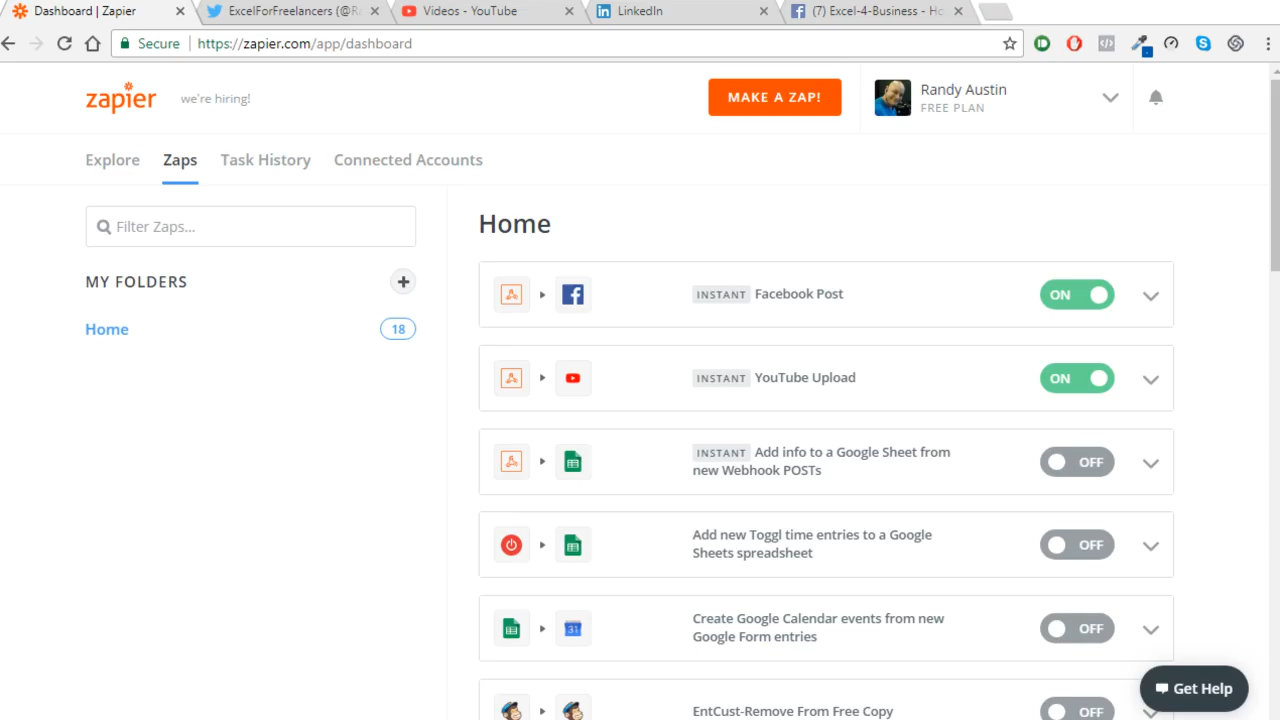 Dashboard | Zapier
ExcelForFreelancers (@Ra
Videos - YouTube
LinkedIn
(7) Excel-4-Business - Ho
Secure https://zapier.com/app/dashboard
zapier
we're hiring!
MAKE A ZAP!
Randy Austin
FREE PLAN
Explore Zaps Task History Connected Accounts
Filter Zaps...
MY FOLDERS
Home 18
Home
INSTANT Facebook Post ON
INSTANT YouTube Upload ON
INSTANT Add info to a Google Sheet from
new Webhook POSTs
OFF
Add new Toggl time entries to a Google
Sheets spreadsheet
OFF
31
Create Google Calendar events from new
Google Form entries
OFF
EntCust-Remove From Free Copy OFF
Get Help